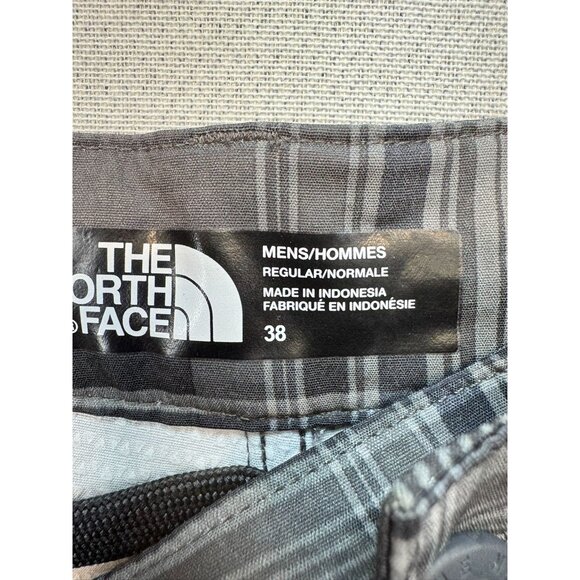 THE
ORTH
FACE
®
MENS/HOMMES
REGULAR/NORMALE
MADE IN INDONESIA
FABRIQUÉ EN INDONÉSIE
38